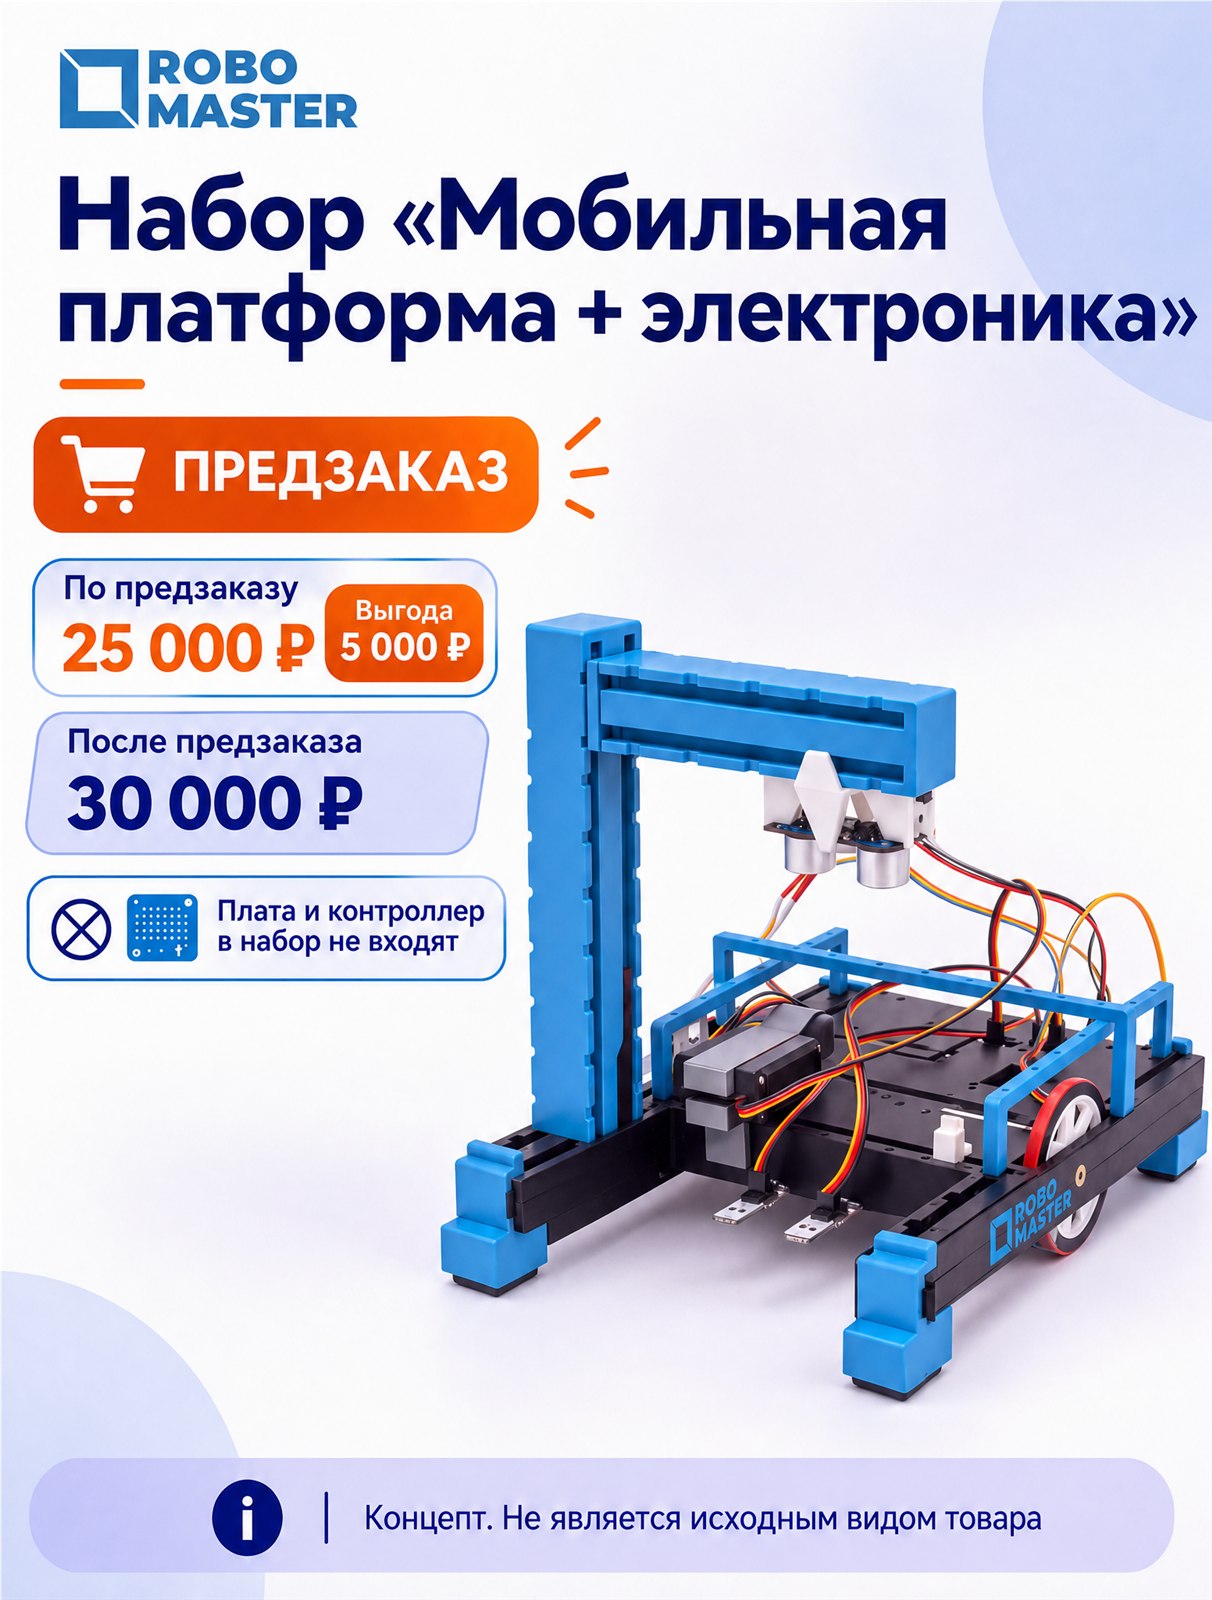 ROBO
MASTER
Набор «Мобильная
платформа + электроника»
ПРЕДЗАКАЗ
По предзаказу
25 000 ₽
Выгода
5 000 ₽
После предзаказа
30 000 ₽
Плата и контроллер
в набор не входят
ROBO
MASTER
Концепт. Не является исходным видом товара